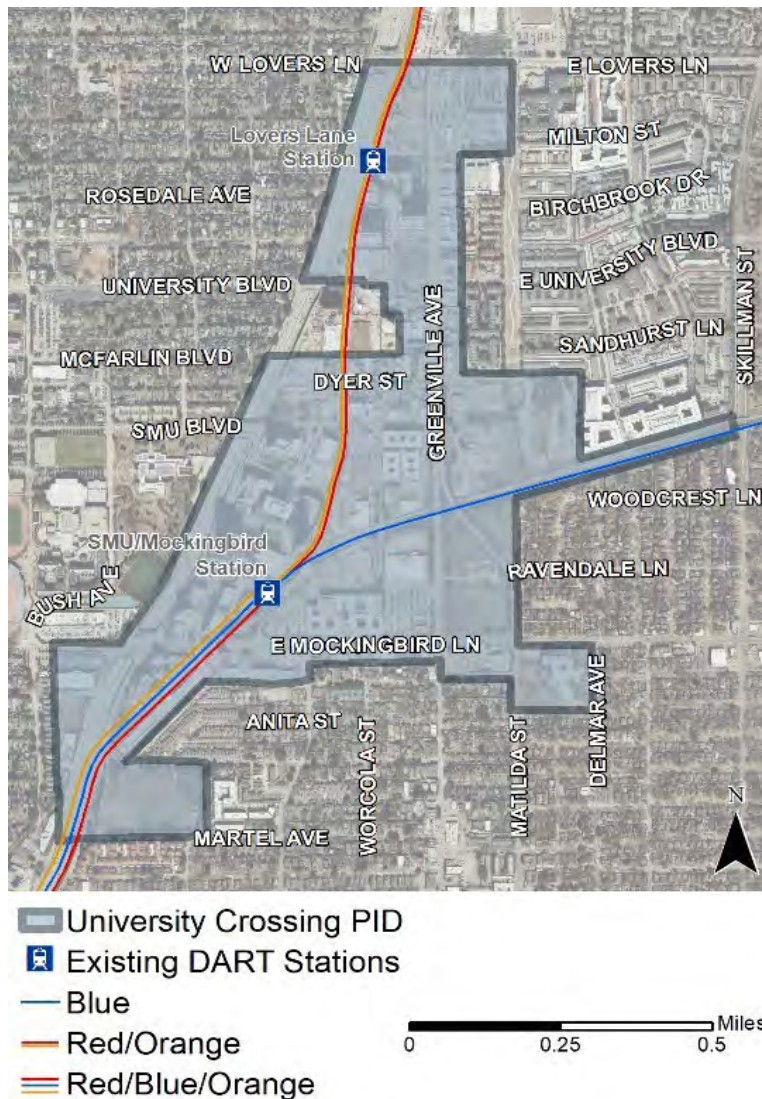 W LOVERS LN
E LOVERS LN
Lovers Lane
Station
MILTON ST
ROSEDALE AVE
BIRCHBROOK DR
UNIVERSITY BLVD
E UNIVERSITY BLVD
SKILLMAN ST
GREENVILLE AVE
MCFARLIN BLVD
SANDHURST LN
DYER ST
SMU BLVD
WOODCREST LN
SMU/Mockingbird
Station
RAVENDALE LN
BUSH AVE
E MOCKINGBIRD LN
ANITA ST
WORCOLA ST
MATILDA ST
DELMAR AVE
MARTEL AVE
N
University Crossing PID
Existing DART Stations
Blue
Red/Orange
Red/Blue/Orange
Miles
0 0.25 0.5